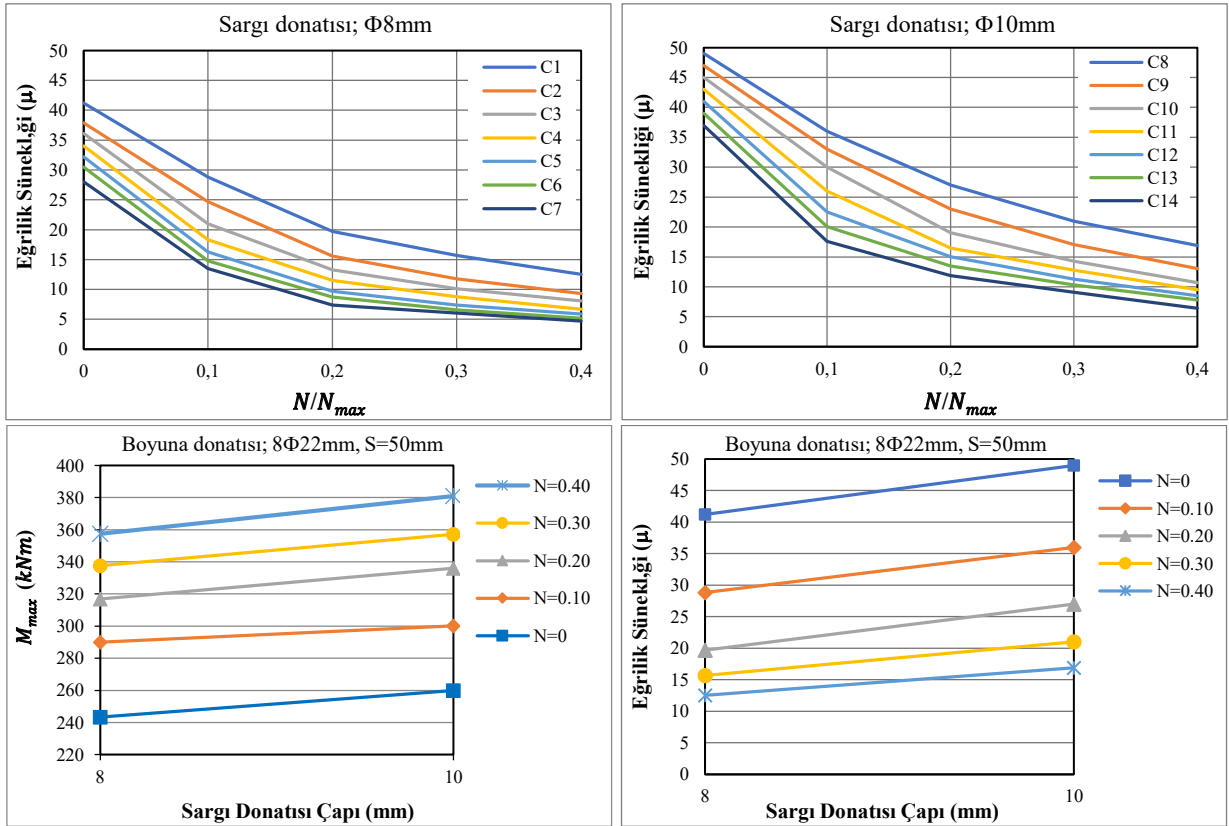 Sargı donatısı; Φ8mm
Eğrilik Sünekl,ği (μ)
50
45
40
35
30
25
20
15
10
5
0
C1
C2
C3
C4
C5
C6
C7
0 0,1 0,2 0,3 0,4
N/N_max
Sargı donatısı; Φ10mm
Eğrilik Sünekliği (μ)
50
45
40
35
30
25
20
15
10
5
0
C8
C9
C10
C11
C12
C13
C14
0 0,1 0,2 0,3 0,4
N/N_max
Boyuna donatısı; 8Φ22mm, S=50mm
M_max (kNm)
400
380
360
340
320
300
280
260
240
220
N=0.40
N=0.30
N=0.20
N=0.10
N=0
8 10
Sargı Donatısı Çapı (mm)
Boyuna donatısı; 8Φ22mm, S=50mm
Eğrilik Sünekl,ği (μ)
50
45
40
35
30
25
20
15
10
5
0
N=0
N=0.10
N=0.20
N=0.30
N=0.40
8 10
Sargı Donatısı Çapı (mm)